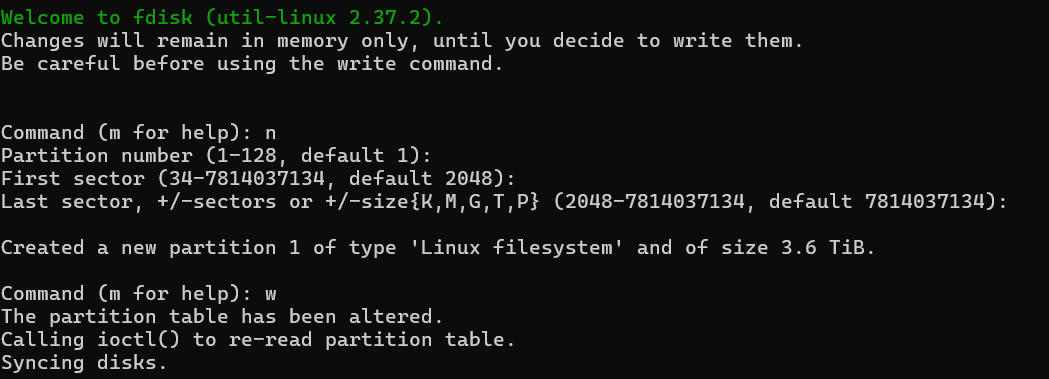 Welcome to fdisk (util-linux 2.37.2).
Changes will remain in memory only, until you decide to write them.
Be careful before using the write command.
Command (m for help): n
Partition number (1-128, default 1):
First sector (34-7814037134, default 2048):
Last sector, +/-sectors or +/-size{K,M,G,T,P} (2048-7814037134, default 7814037134):
Created a new partition 1 of type 'Linux filesystem' and of size 3.6 TiB.
Command (m for help): w
The partition table has been altered.
Calling ioctl() to re-read partition table.
Syncing disks.